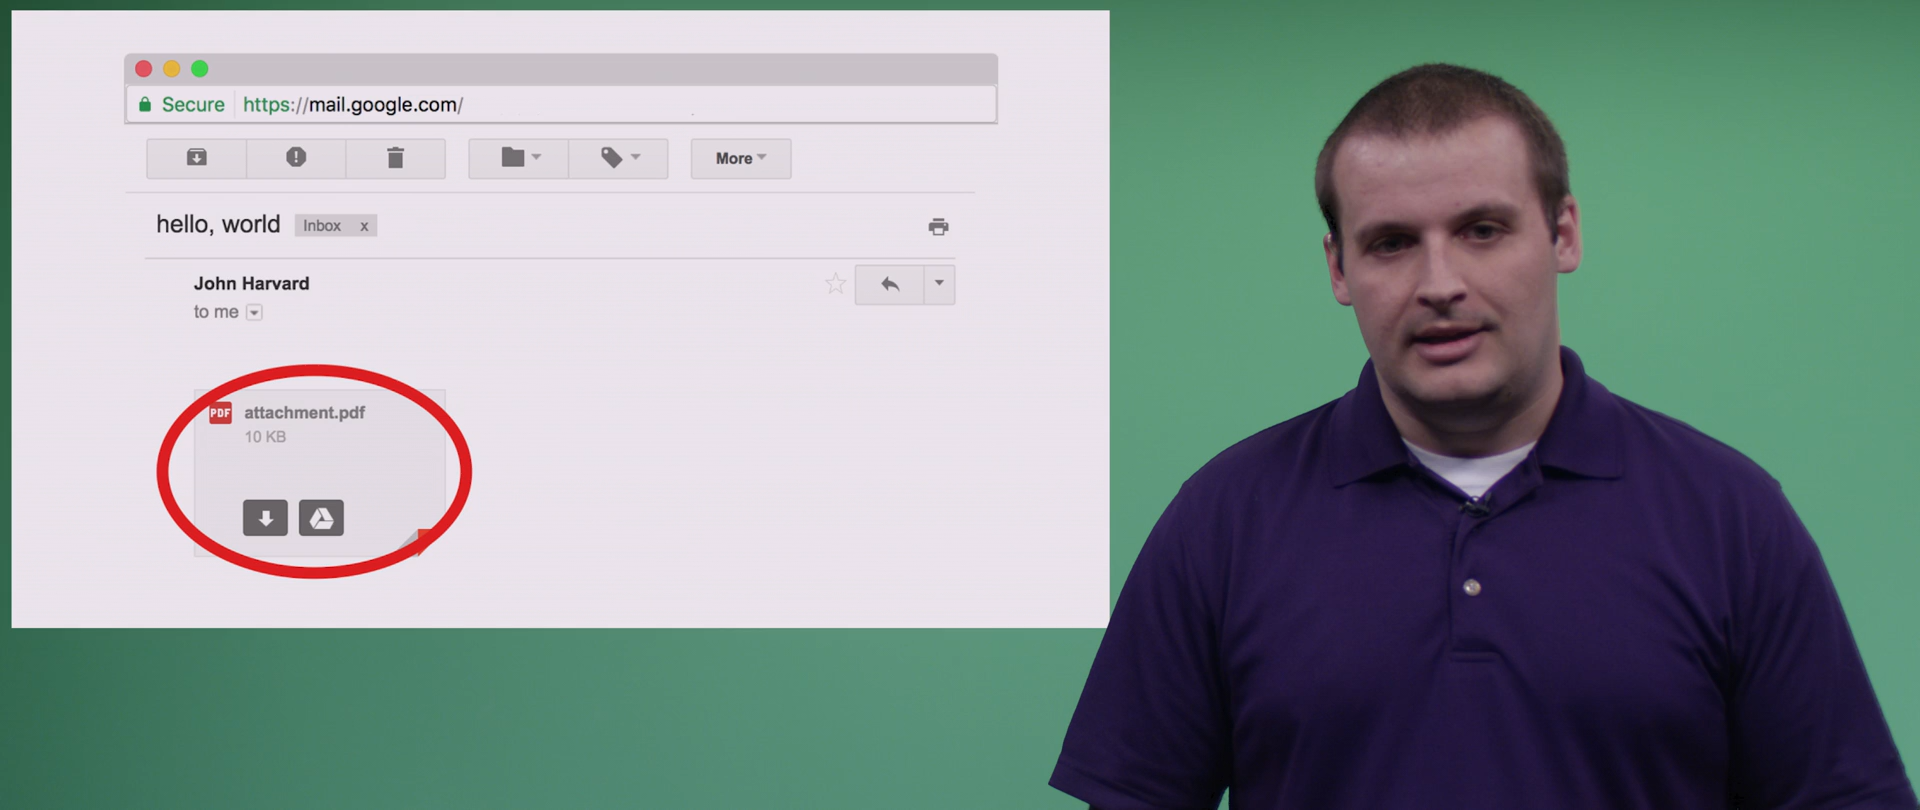 Secure https://mail.google.com/
More
hello, world Inbox x
John Harvard
to me
PDF attachment.pdf
10 KB